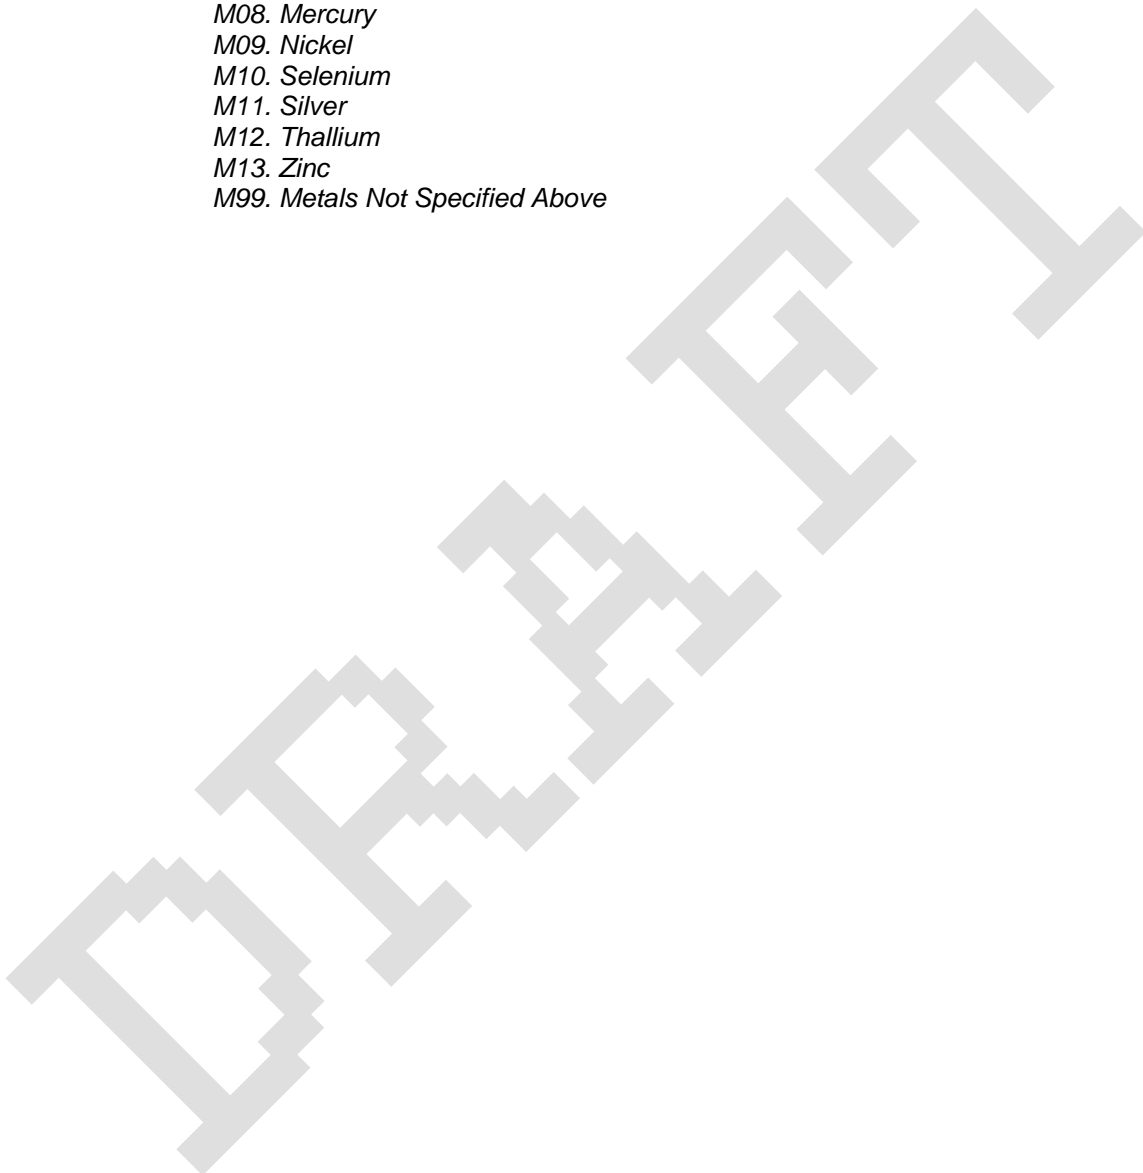 M08. Mercury
M09. Nickel
M10. Selenium
M11. Silver
M12. Thallium
M13. Zinc
M99. Metals Not Specified Above
DRAFT